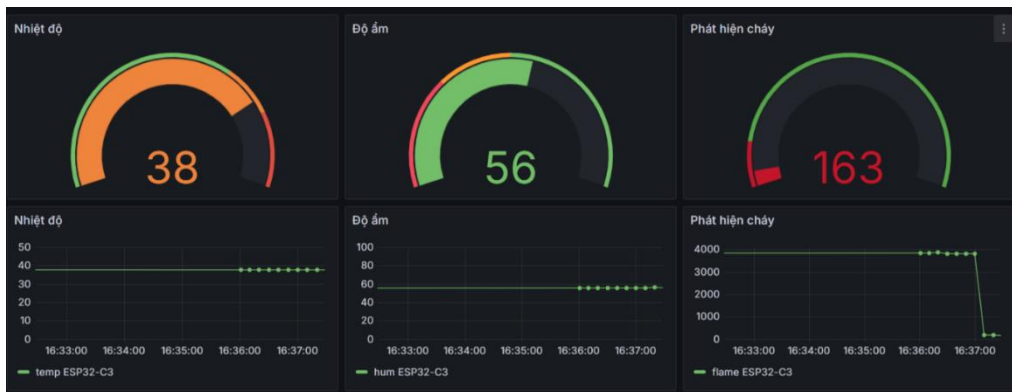 Nhiệt độ
38
Độ ẩm
56
Phát hiện cháy
163
Nhiệt độ
50
40
30
20
10
0
16:33:00 16:34:00 16:35:00 16:36:00 16:37:00
temp ESP32-C3
Độ ẩm
100
80
60
40
20
0
16:33:00 16:34:00 16:35:00 16:36:00 16:37:00
hum ESP32-C3
Phát hiện cháy
4000
3000
2000
1000
0
16:33:00 16:34:00 16:35:00 16:36:00 16:37:00
flame ESP32-C3